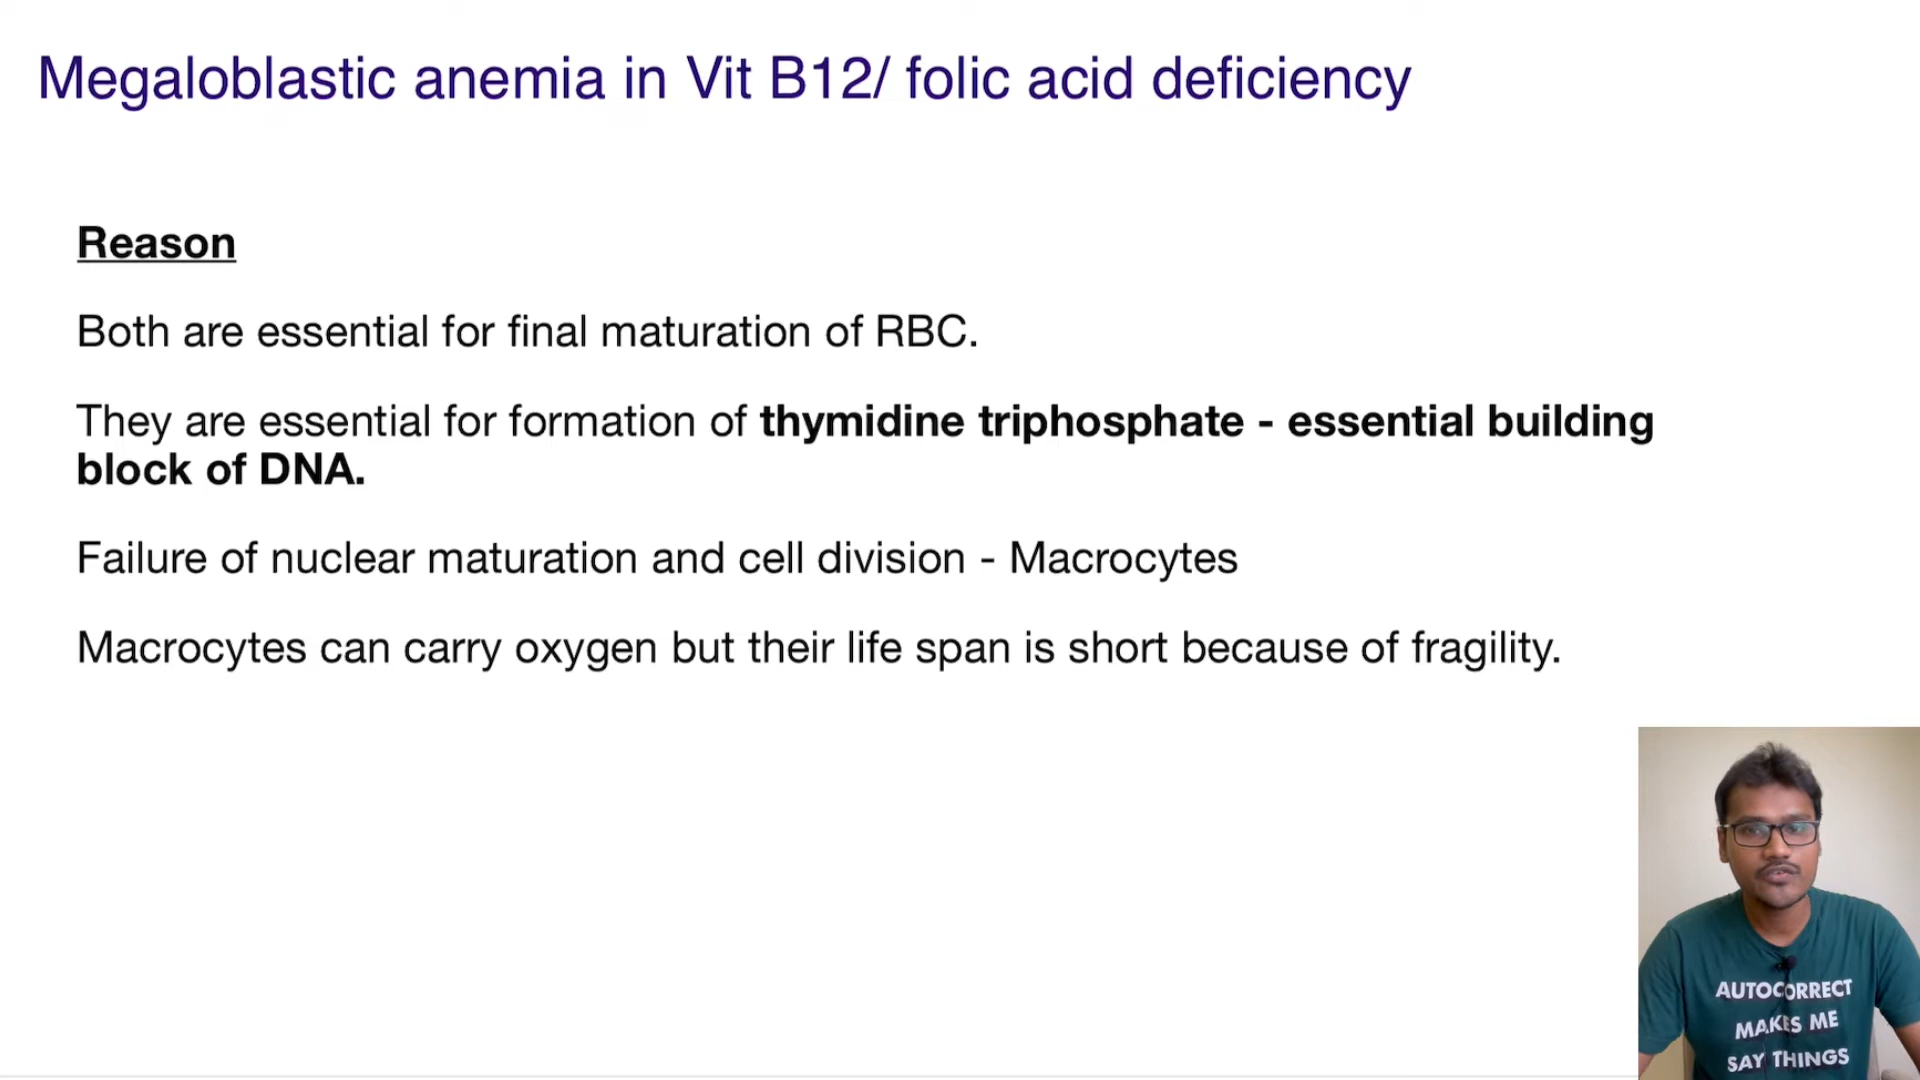 Megaloblastic anemia in Vit B12/ folic acid deficiency
Reason
Both are essential for final maturation of RBC.
They are essential for formation of thymidine triphosphate - essential building
block of DNA.
Failure of nuclear maturation and cell division - Macrocytes
Macrocytes can carry oxygen but their life span is short because of fragility.
AUTOCORRECT
MAKES ME
SAY THINGS